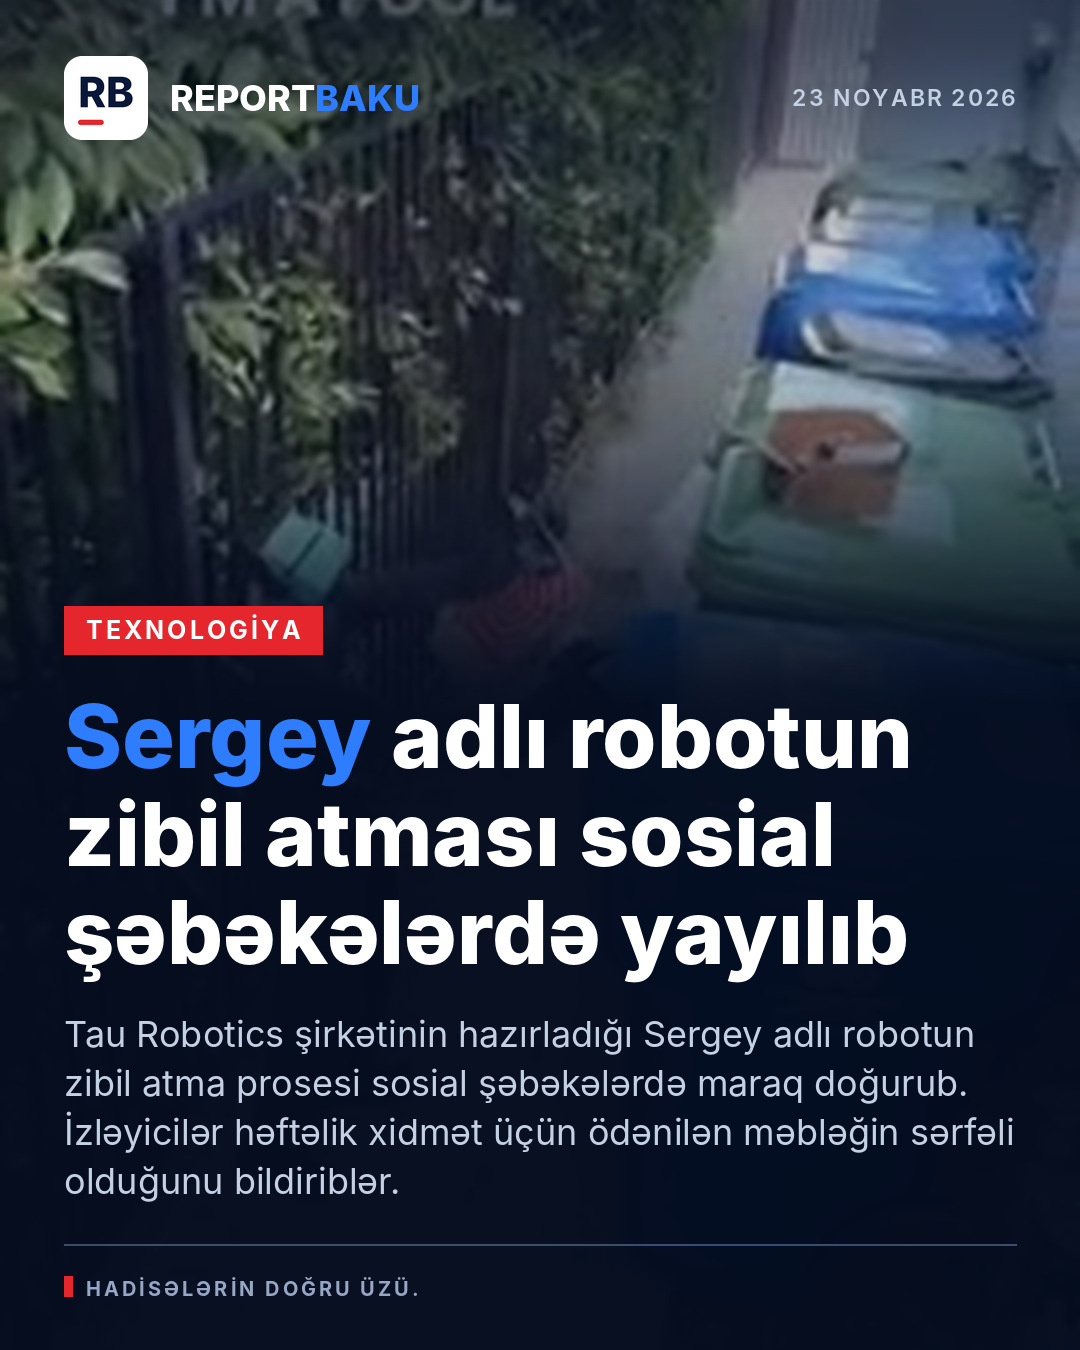 I'M A POOL
RB REPORTBAKU
23 NOYABR 2026
TEXNOLOGİYA
Sergey adlı robotun
zibil atması sosial
şəbəkələrdə yayılıb
Tau Robotics şirkətinin hazırladığı Sergey adlı robotun
zibil atma prosesi sosial şəbəkələrdə maraq doğurub.
İzləyicilər həftəlik xidmət üçün ödənilən məbləğin sərfəli
olduğunu bildiriblər.
HADİSƏLƏRİN DOĞRU ÜZÜ.